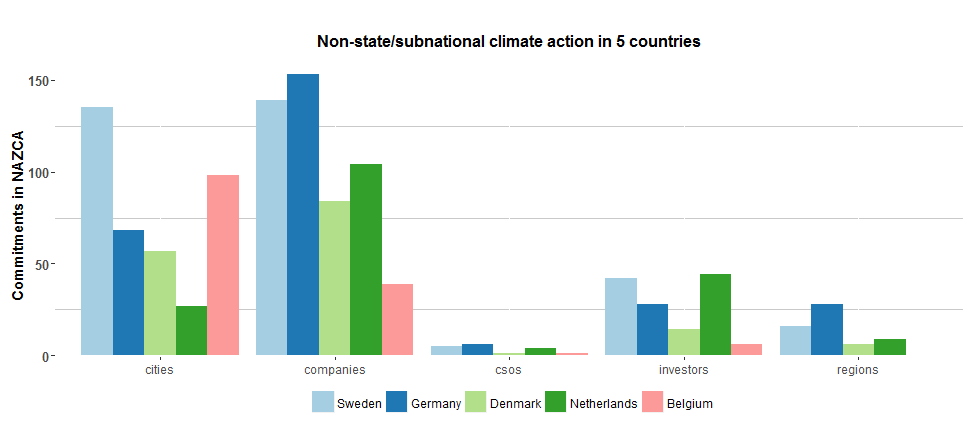 Non-state/subnational climate action in 5 countries
Commitments in NAZCA
150
100
50
0
cities companies csos investors regions
Sweden Germany Denmark Netherlands Belgium